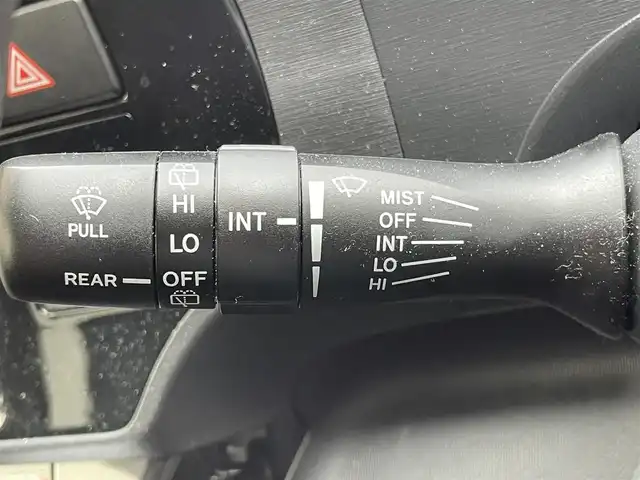 PULL
REAR
HI
LO
OFF
INT
MIST
OFF
INT
LO
HI